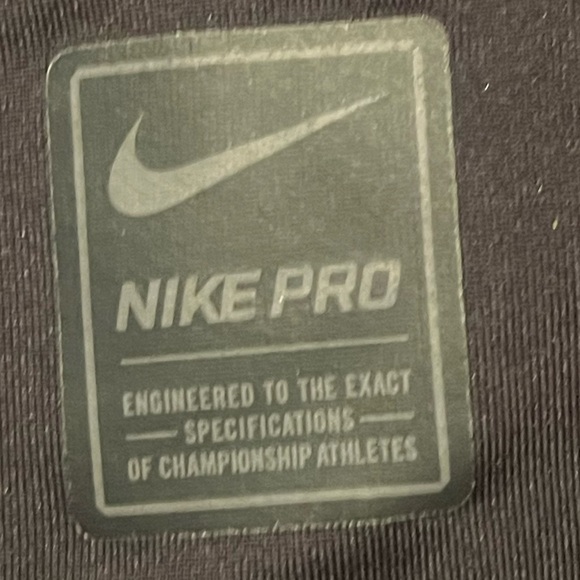 NIKE PRO
ENGINEERED TO THE EXACT
SPECIFICATIONS
OF CHAMPIONSHIP ATHLETES